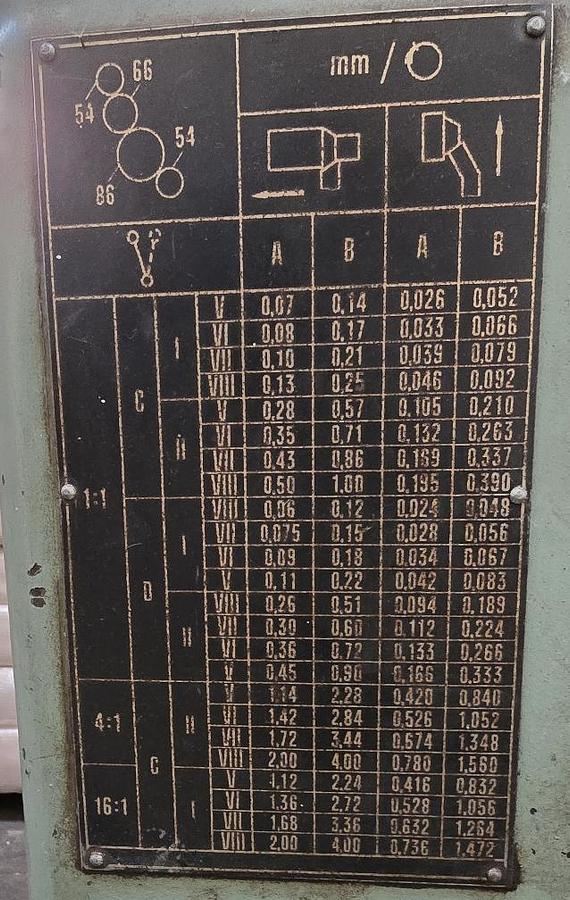 66
mm /
54
54
86
r
A B A B
V 0,07 0,14 0,026 0,052
VI 0,08 0,17 0,033 0,066
I VII 0,10 0,21 0,039 0,079
VIII 0,13 0,25 0,046 0,092
C V 0,28 0,57 0,105 0,210
VI 0,35 0,71 0,132 0,263
II VII 0,43 0,86 0,169 0,337
VIII 0,50 1,00 0,195 0,390
1:1 VIII 0,06 0,12 0,024 0,048
VII 0,075 0,15 0,028 0,056
I VI 0,09 0,18 0,034 0,067
V 0,11 0,22 0,042 0,083
D VIII 0,26 0,51 0,094 0,189
VII 0,30 0,60 0,112 0,224
II VI 0,36 0,72 0,133 0,266
V 0,45 0,90 0,166 0,333
V 1,14 2,28 0,420 0,840
4:1 II VI 1,42 2,84 0,526 1,052
VII 1,72 3,44 0,674 1,348
VIII 2,00 4,00 0,780 1,560
C V 1,12 2,24 0,416 0,832
16:1 I VI 1,36 2,72 0,528 1,056
VII 1,68 3,36 0,632 1,264
VIII 2,00 4,00 0,736 1,472